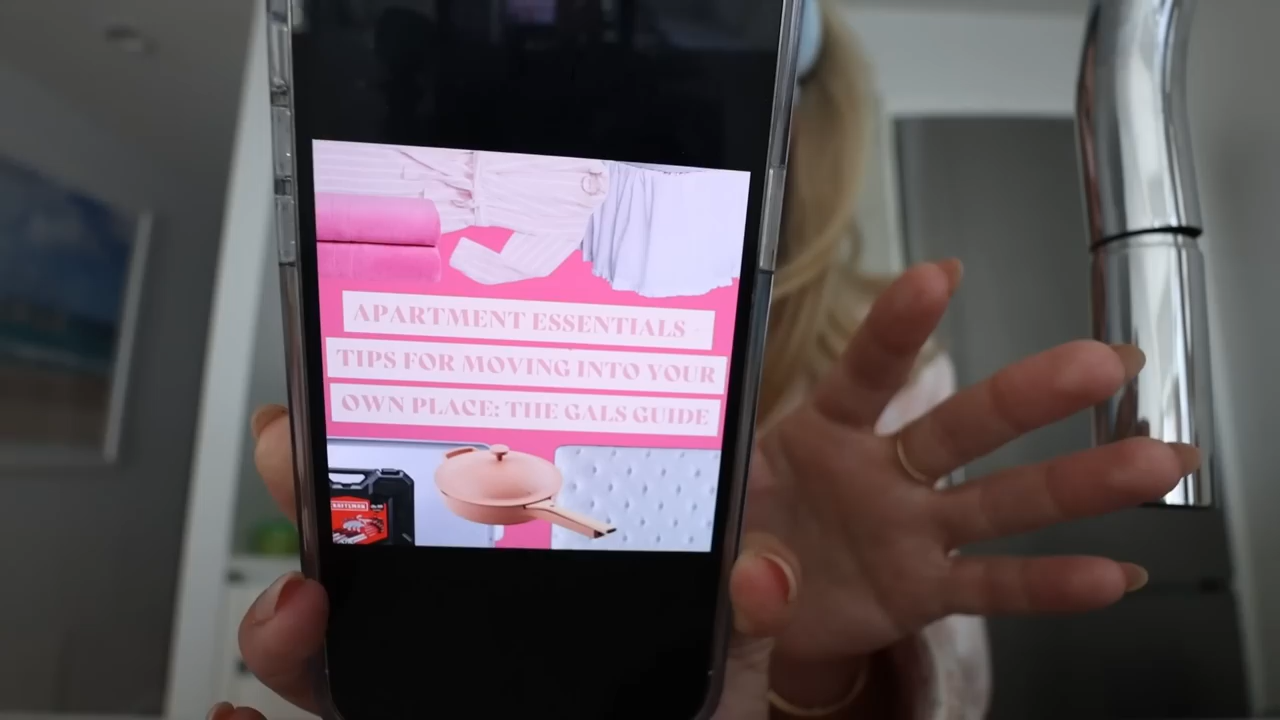 APARTMENT ESSENTIALS -
TIPS FOR MOVING INTO YOUR
OWN PLACE: THE GALS GUIDE
CRAFTSMAN